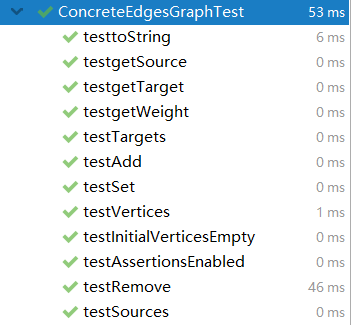 ConcreteEdgesGraphTest 53 ms
testtoString 6 ms
testgetSource 0 ms
testgetTarget 0 ms
testgetWeight 0 ms
testTargets 0 ms
testAdd 0 ms
testSet 0 ms
testVertices 1 ms
testInitialVerticesEmpty 0 ms
testAssertionsEnabled 0 ms
testRemove 46 ms
testSources 0 ms